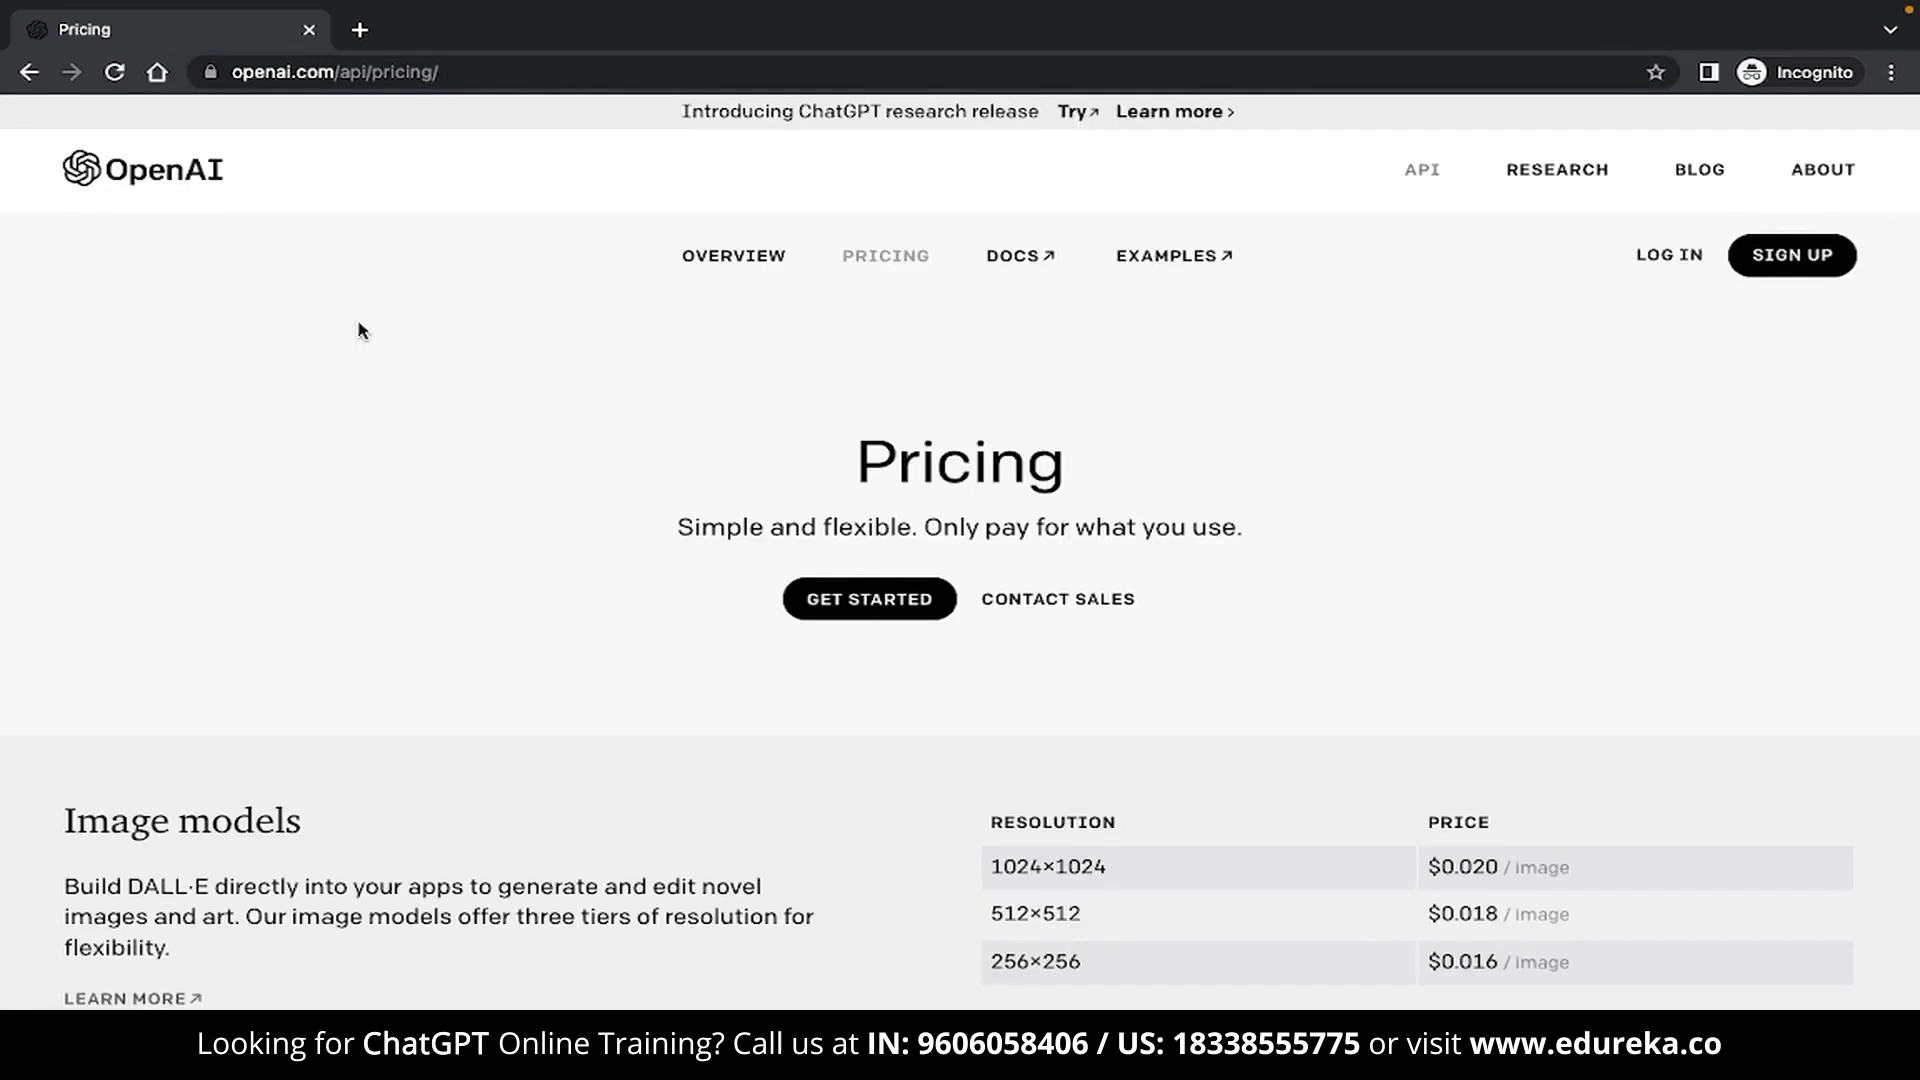 Pricing
openai.com/api/pricing/
Incognito
Introducing ChatGPT research release Try↗ Learn more ›
OpenAI
API RESEARCH BLOG ABOUT
OVERVIEW PRICING DOCS↗ EXAMPLES↗ LOG IN SIGN UP
Pricing
Simple and flexible. Only pay for what you use.
GET STARTED CONTACT SALES
Image models
Build DALL·E directly into your apps to generate and edit novel
images and art. Our image models offer three tiers of resolution for
flexibility.
LEARN MORE↗
RESOLUTION PRICE
1024×1024 $0.020 / image
512×512 $0.018 / image
256×256 $0.016 / image
Looking for ChatGPT Online Training? Call us at IN: 9606058406 / US: 18338555775 or visit www.edureka.co